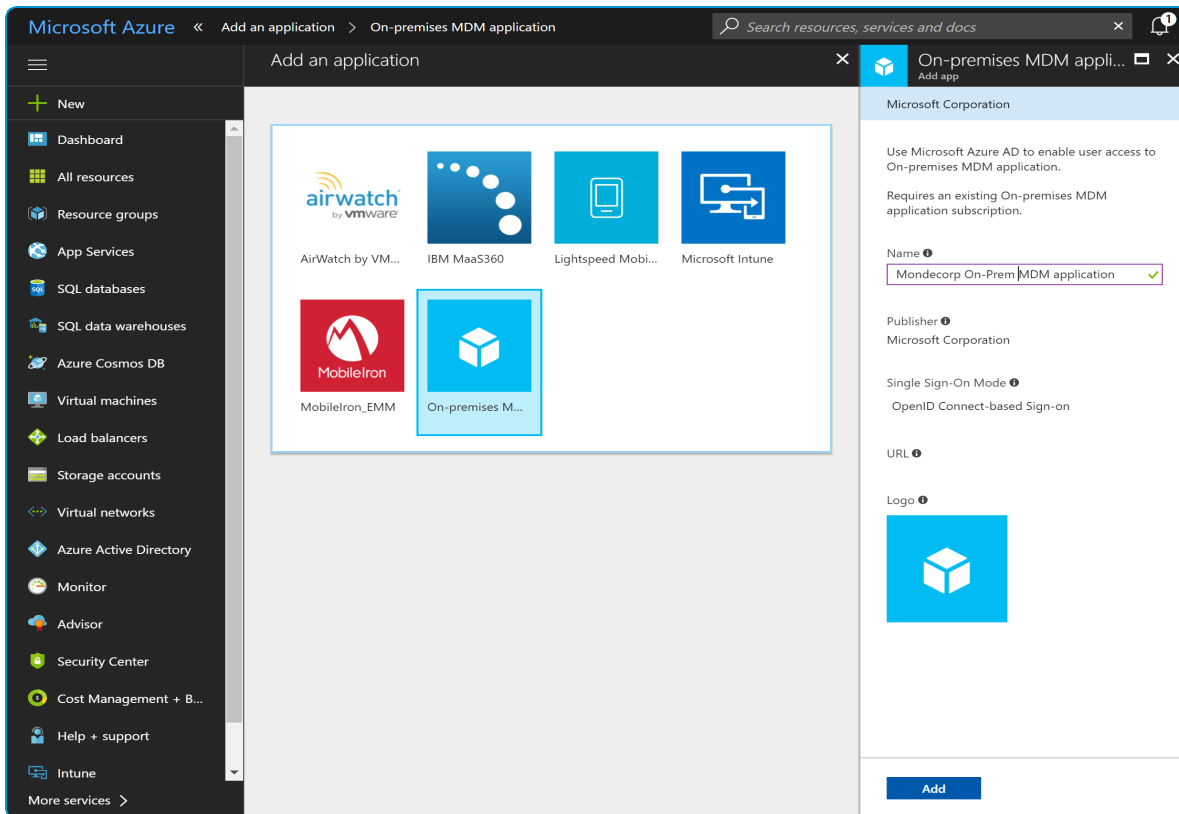 Microsoft Azure « Add an application > On-premises MDM application
Search resources, services and docs
1
Add an application
On-premises MDM appli...
Add app
New
Dashboard
All resources
Resource groups
App Services
SQL databases
SQL data warehouses
Azure Cosmos DB
Virtual machines
Load balancers
Storage accounts
Virtual networks
Azure Active Directory
Monitor
Advisor
Security Center
Cost Management + B...
Help + support
Intune
More services >
airwatch
by vmware
AirWatch by VM...
IBM MaaS360
Lightspeed Mobi...
Microsoft Intune
MobileIron
MobileIron_EMM
On-premises M...
Microsoft Corporation
Use Microsoft Azure AD to enable user access to
On-premises MDM application.
Requires an existing On-premises MDM
application subscription.
Name
Mondecorp On-Prem MDM application
Publisher
Microsoft Corporation
Single Sign-On Mode
OpenID Connect-based Sign-on
URL
Logo
Add